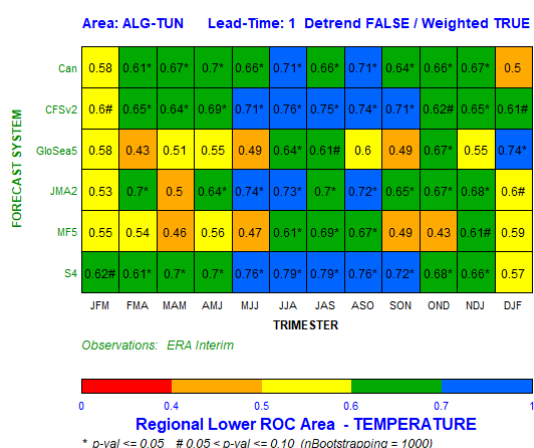 Area: ALG-TUN Lead-Time: 1 Detrend FALSE / Weighted TRUE
FORECAST SYSTEM
Can 0.58 0.61* 0.67* 0.7* 0.66* 0.71* 0.66* 0.71* 0.64* 0.66* 0.67* 0.5
CFSv2 0.6# 0.65* 0.64* 0.69* 0.71* 0.76* 0.75* 0.74* 0.71* 0.62# 0.65* 0.61#
GloSea5 0.58 0.43 0.51 0.55 0.49 0.64* 0.61# 0.6 0.49 0.67* 0.55 0.74*
JMA2 0.53 0.7* 0.5 0.64* 0.74* 0.73* 0.7* 0.72* 0.65* 0.67* 0.68* 0.6#
MF5 0.55 0.54 0.46 0.56 0.47 0.61* 0.69* 0.67* 0.49 0.43 0.61# 0.59
S4 0.62# 0.61* 0.7* 0.7* 0.76* 0.79* 0.79* 0.76* 0.72* 0.68* 0.66* 0.57
JFM FMA MAM AMJ MJJ JJA JAS ASO SON OND NDJ DJF
TRIMESTER
Observations: ERA Interim
0 0.4 0.5 0.6 0.7 1
Regional Lower ROC Area - TEMPERATURE
* p-val <= 0.05 # 0.05 < p-val <= 0.10 (nBootstrapping = 1000)